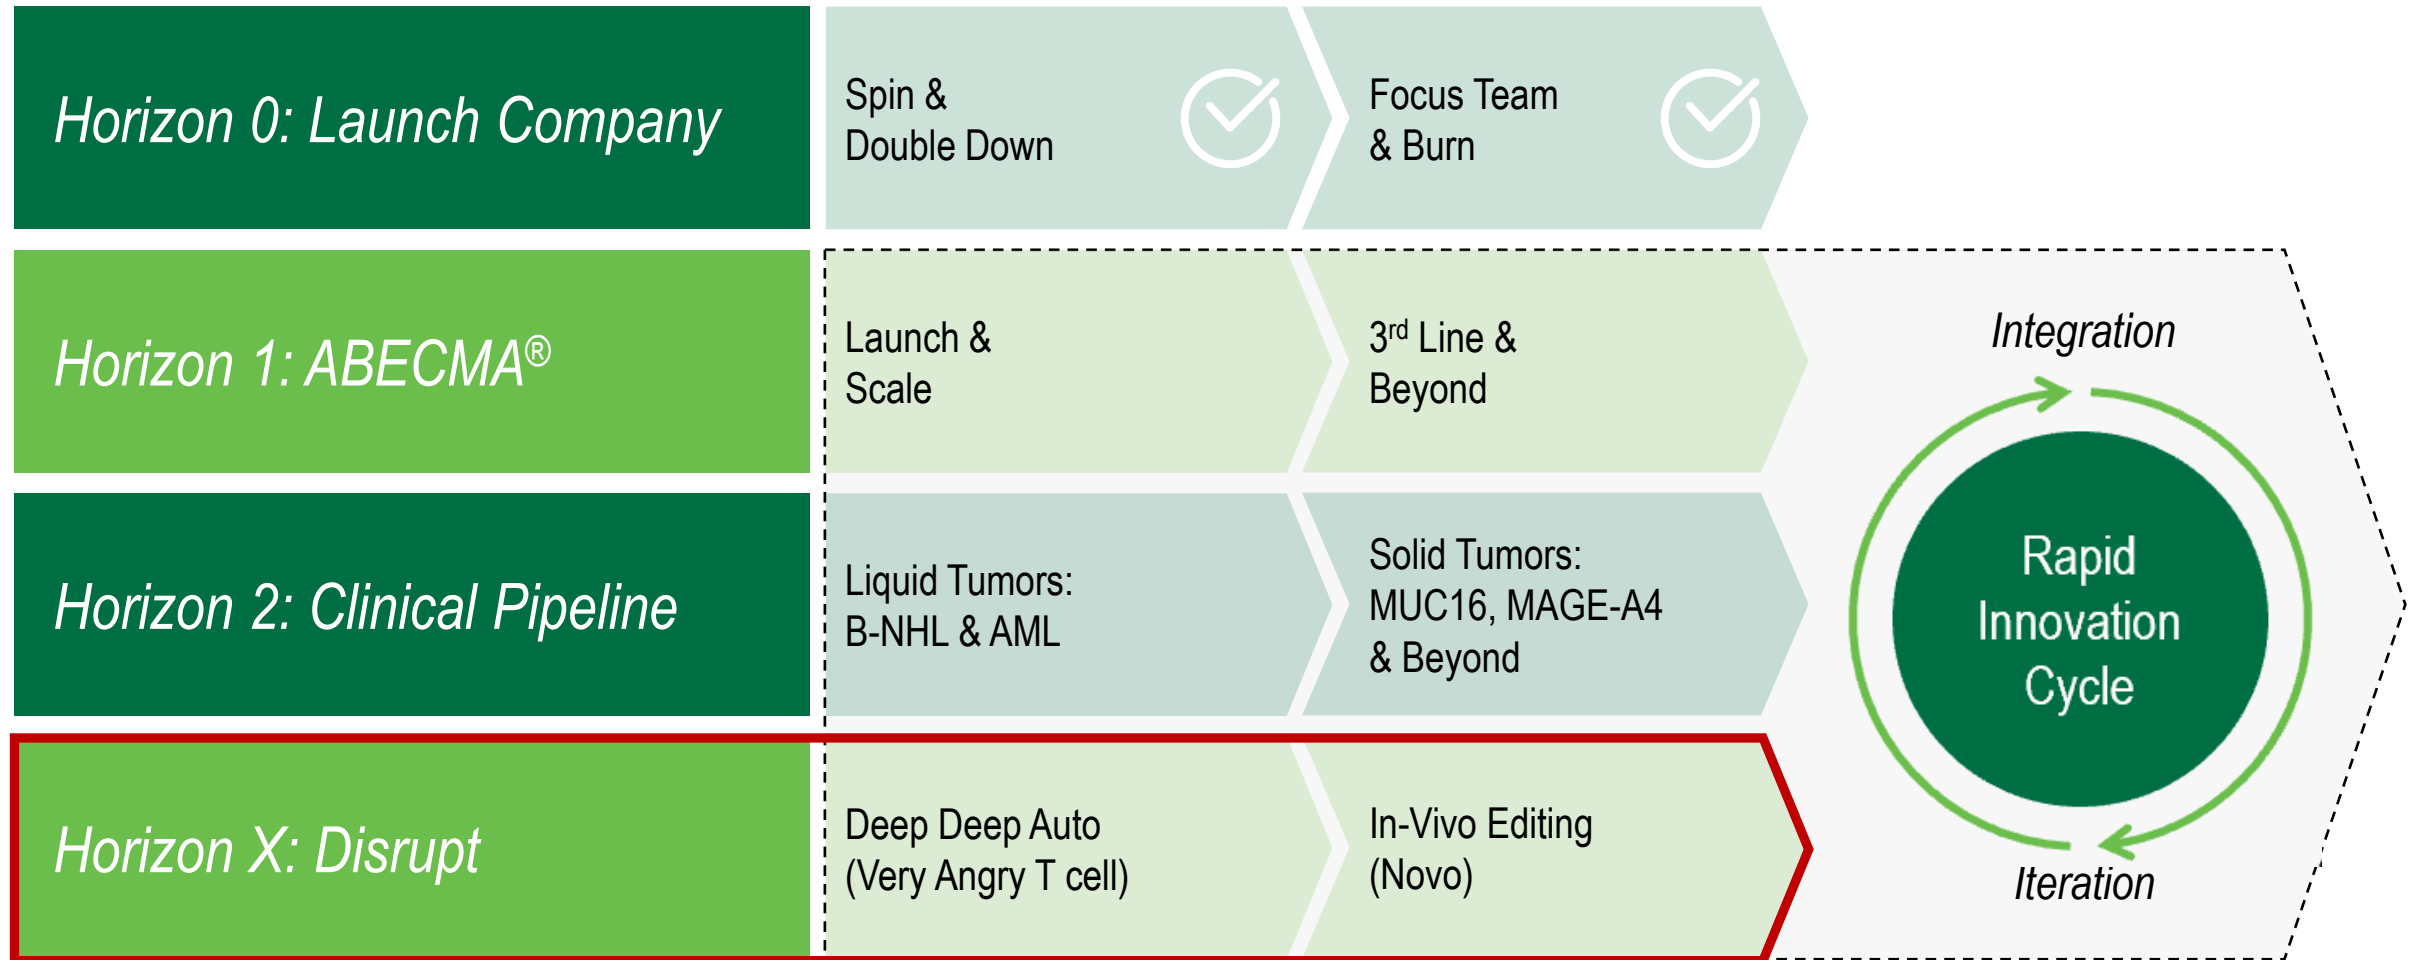 Horizon 0: Launch Company
Spin &
Double Down
Focus Team
& Burn
Horizon 1: ABECMA®
Launch &
Scale
3rd Line &
Beyond
Horizon 2: Clinical Pipeline
Liquid Tumors:
B-NHL & AML
Solid Tumors:
MUC16, MAGE-A4
& Beyond
Horizon X: Disrupt
Deep Deep Auto
(Very Angry T cell)
In-Vivo Editing
(Novo)
Integration
Rapid
Innovation
Cycle
Iteration